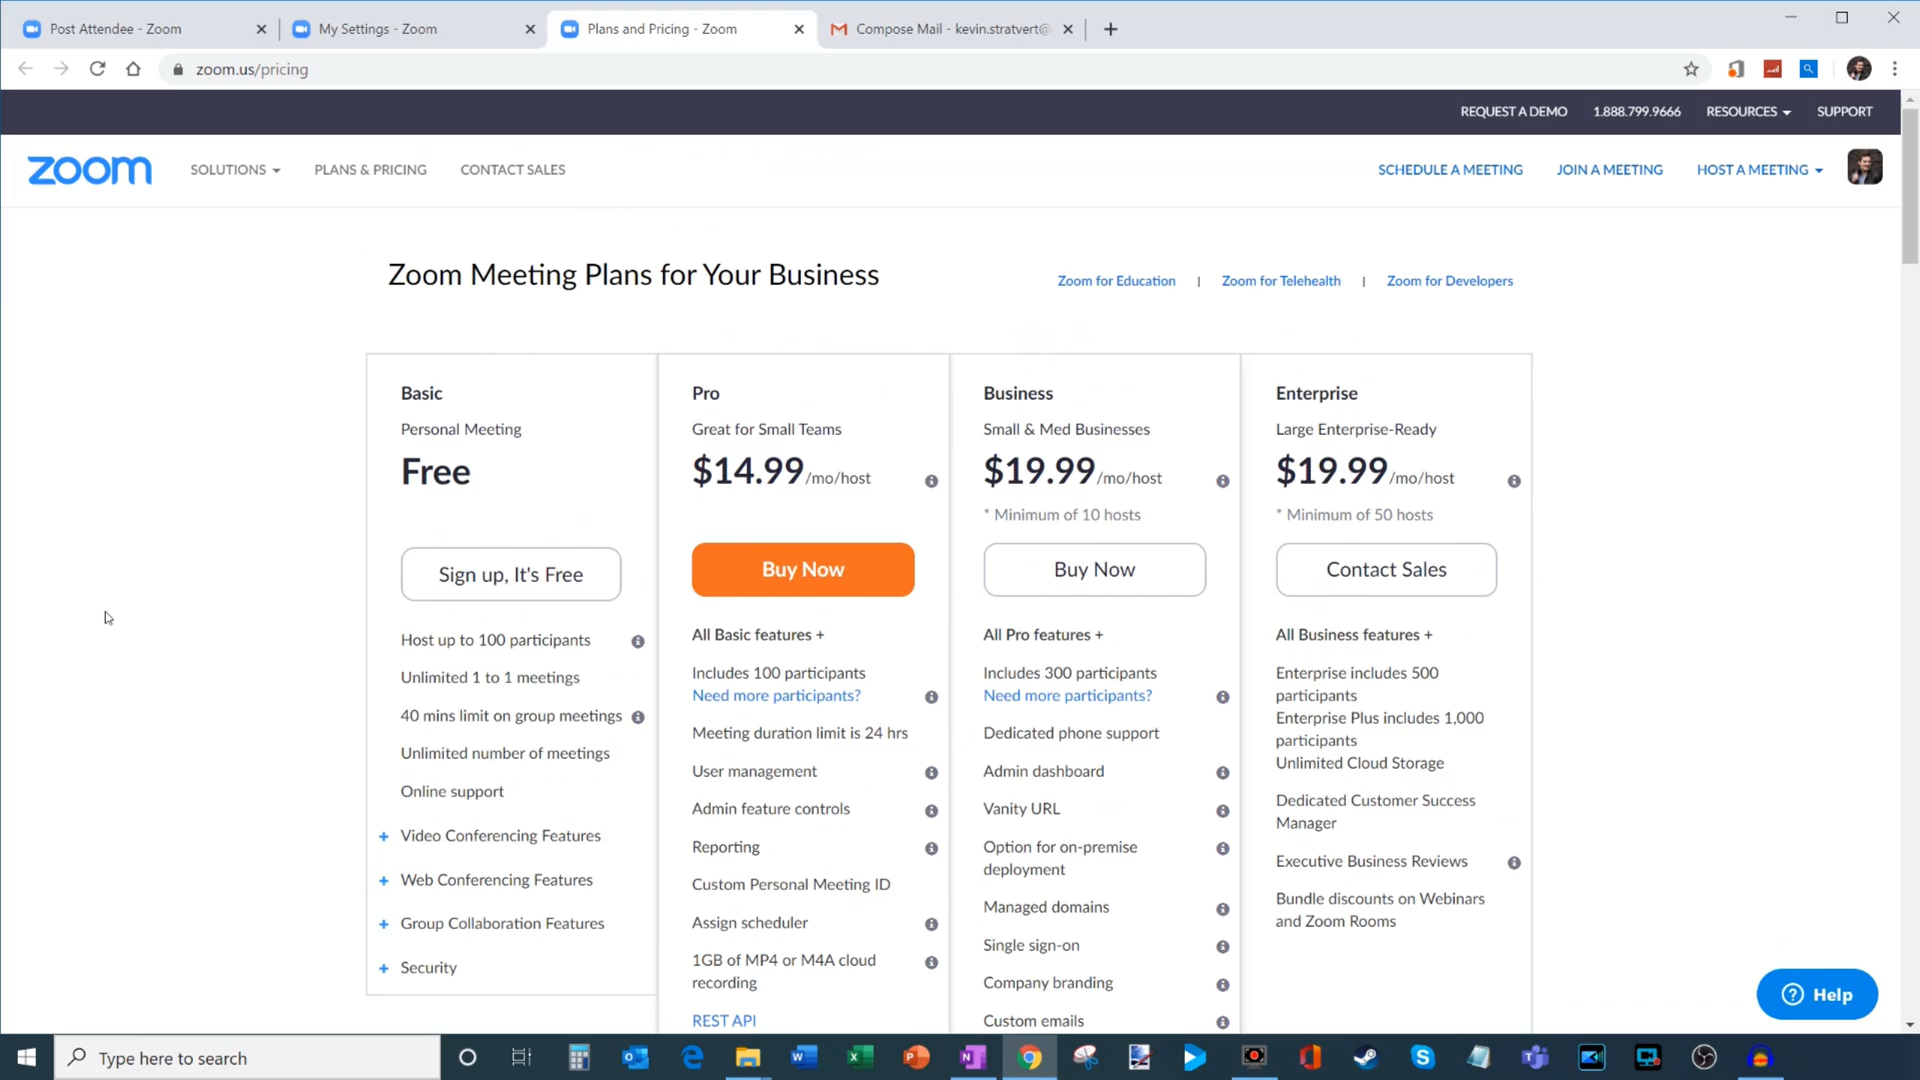 Post Attendee - Zoom
My Settings - Zoom
Plans and Pricing - Zoom
Compose Mail - kevin.stratvert@
zoom.us/pricing
REQUEST A DEMO
1.888.799.9666
RESOURCES
SUPPORT
zoom
SOLUTIONS
PLANS & PRICING
CONTACT SALES
SCHEDULE A MEETING
JOIN A MEETING
HOST A MEETING
Zoom Meeting Plans for Your Business
Zoom for Education | Zoom for Telehealth | Zoom for Developers
Basic
Personal Meeting
Free
Sign up, It's Free
Host up to 100 participants
Unlimited 1 to 1 meetings
40 mins limit on group meetings
Unlimited number of meetings
Online support
+ Video Conferencing Features
+ Web Conferencing Features
+ Group Collaboration Features
+ Security
Pro
Great for Small Teams
$14.99/mo/host
Buy Now
All Basic features +
Includes 100 participants
Need more participants?
Meeting duration limit is 24 hrs
User management
Admin feature controls
Reporting
Custom Personal Meeting ID
Assign scheduler
1GB of MP4 or M4A cloud
recording
REST API
Business
Small & Med Businesses
$19.99/mo/host
* Minimum of 10 hosts
Buy Now
All Pro features +
Includes 300 participants
Need more participants?
Dedicated phone support
Admin dashboard
Vanity URL
Option for on-premise
deployment
Managed domains
Single sign-on
Company branding
Custom emails
Enterprise
Large Enterprise-Ready
$19.99/mo/host
* Minimum of 50 hosts
Contact Sales
All Business features +
Enterprise includes 500
participants
Enterprise Plus includes 1,000
participants
Unlimited Cloud Storage
Dedicated Customer Success
Manager
Executive Business Reviews
Bundle discounts on Webinars
and Zoom Rooms
Help
Type here to search